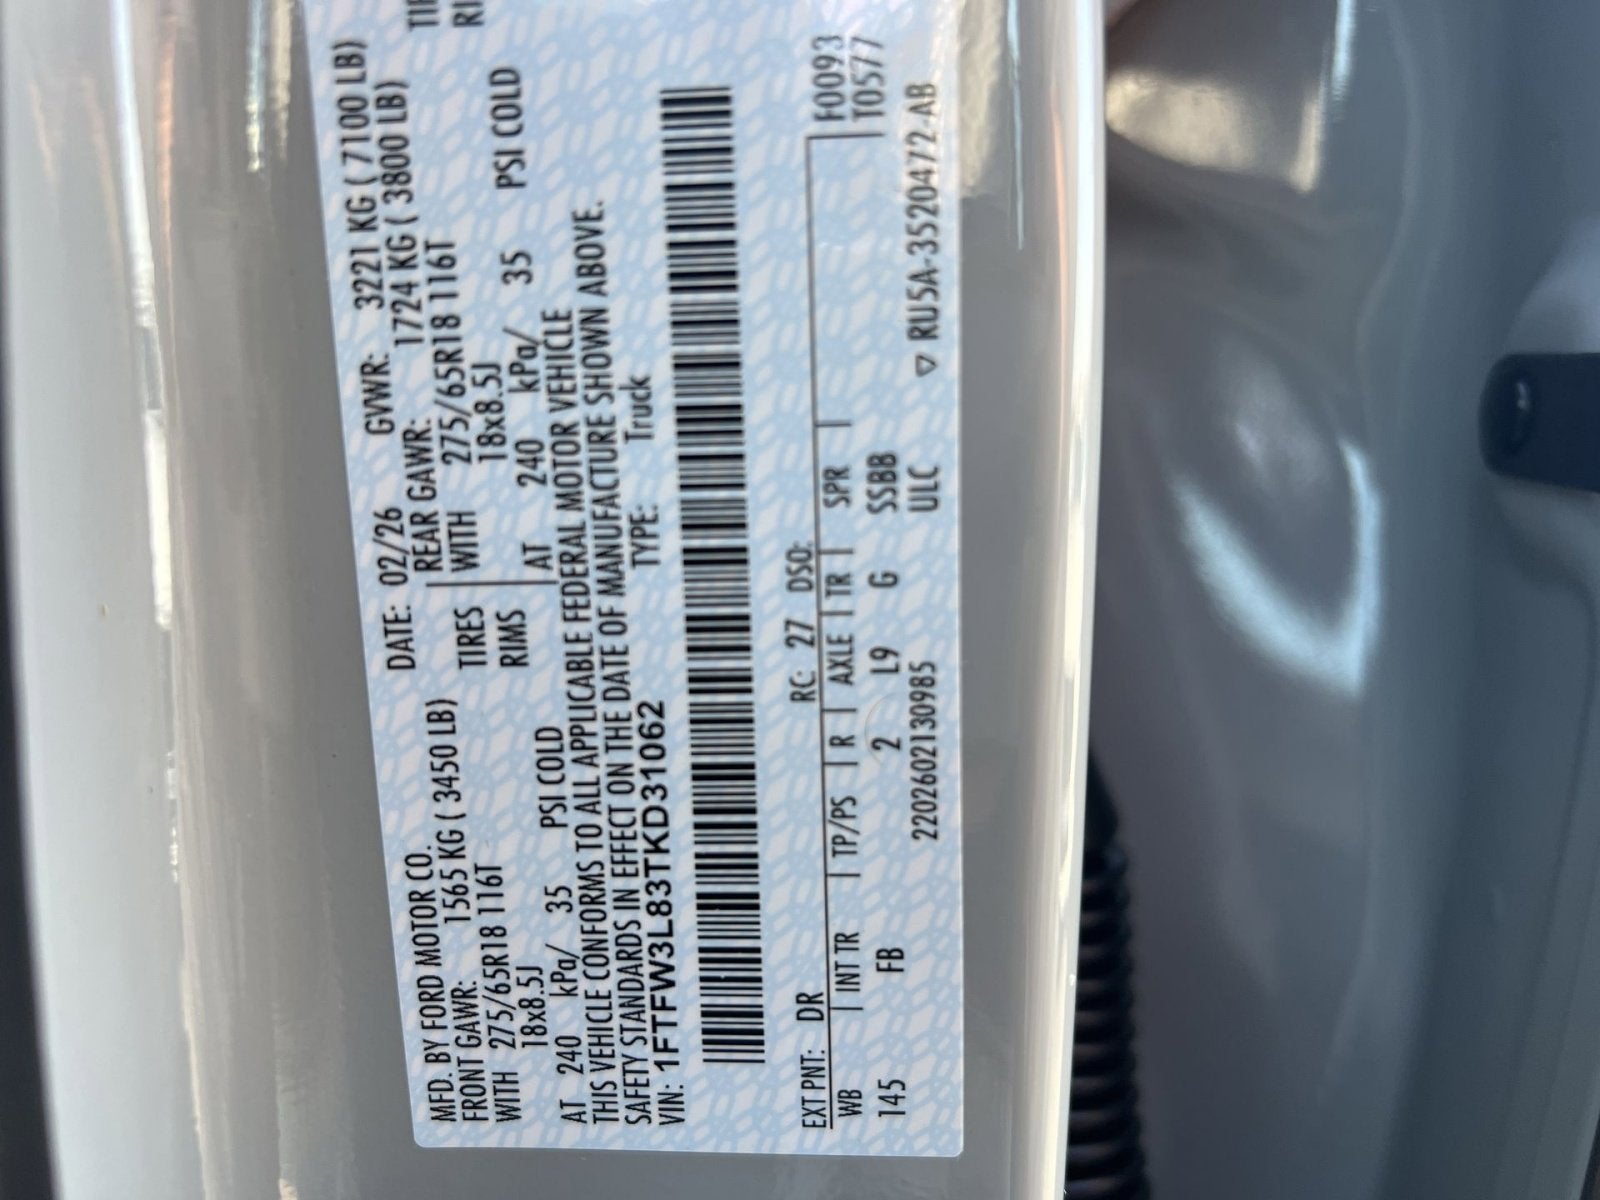 MFD. BY FORD MOTOR CO.
DATE: 02/26 GVWR: 3221 KG ( 7100 LB)
FRONT GAWR: 1565 KG ( 3450 LB) REAR GAWR: 1724 KG ( 3800 LB)
WITH 275/65R18 116T TIRES WITH 275/65R18 116T
18x8.5J RIMS 18x8.5J
AT 240 kPa/ 35 PSI COLD AT 240 kPa/ 35 PSI COLD
THIS VEHICLE CONFORMS TO ALL APPLICABLE FEDERAL MOTOR VEHICLE
SAFETY STANDARDS IN EFFECT ON THE DATE OF MANUFACTURE SHOWN ABOVE.
VIN: 1FTFW3L83TKD31062 TYPE: Truck
EXT PNT: DR RC: 27 DSO: F0093
WB INT TR TP/PS R AXLE TR SPR T0577
145 FB 2 L9 G SSBB
2202602130985 ULC ▽ RU5A-3520472-AB